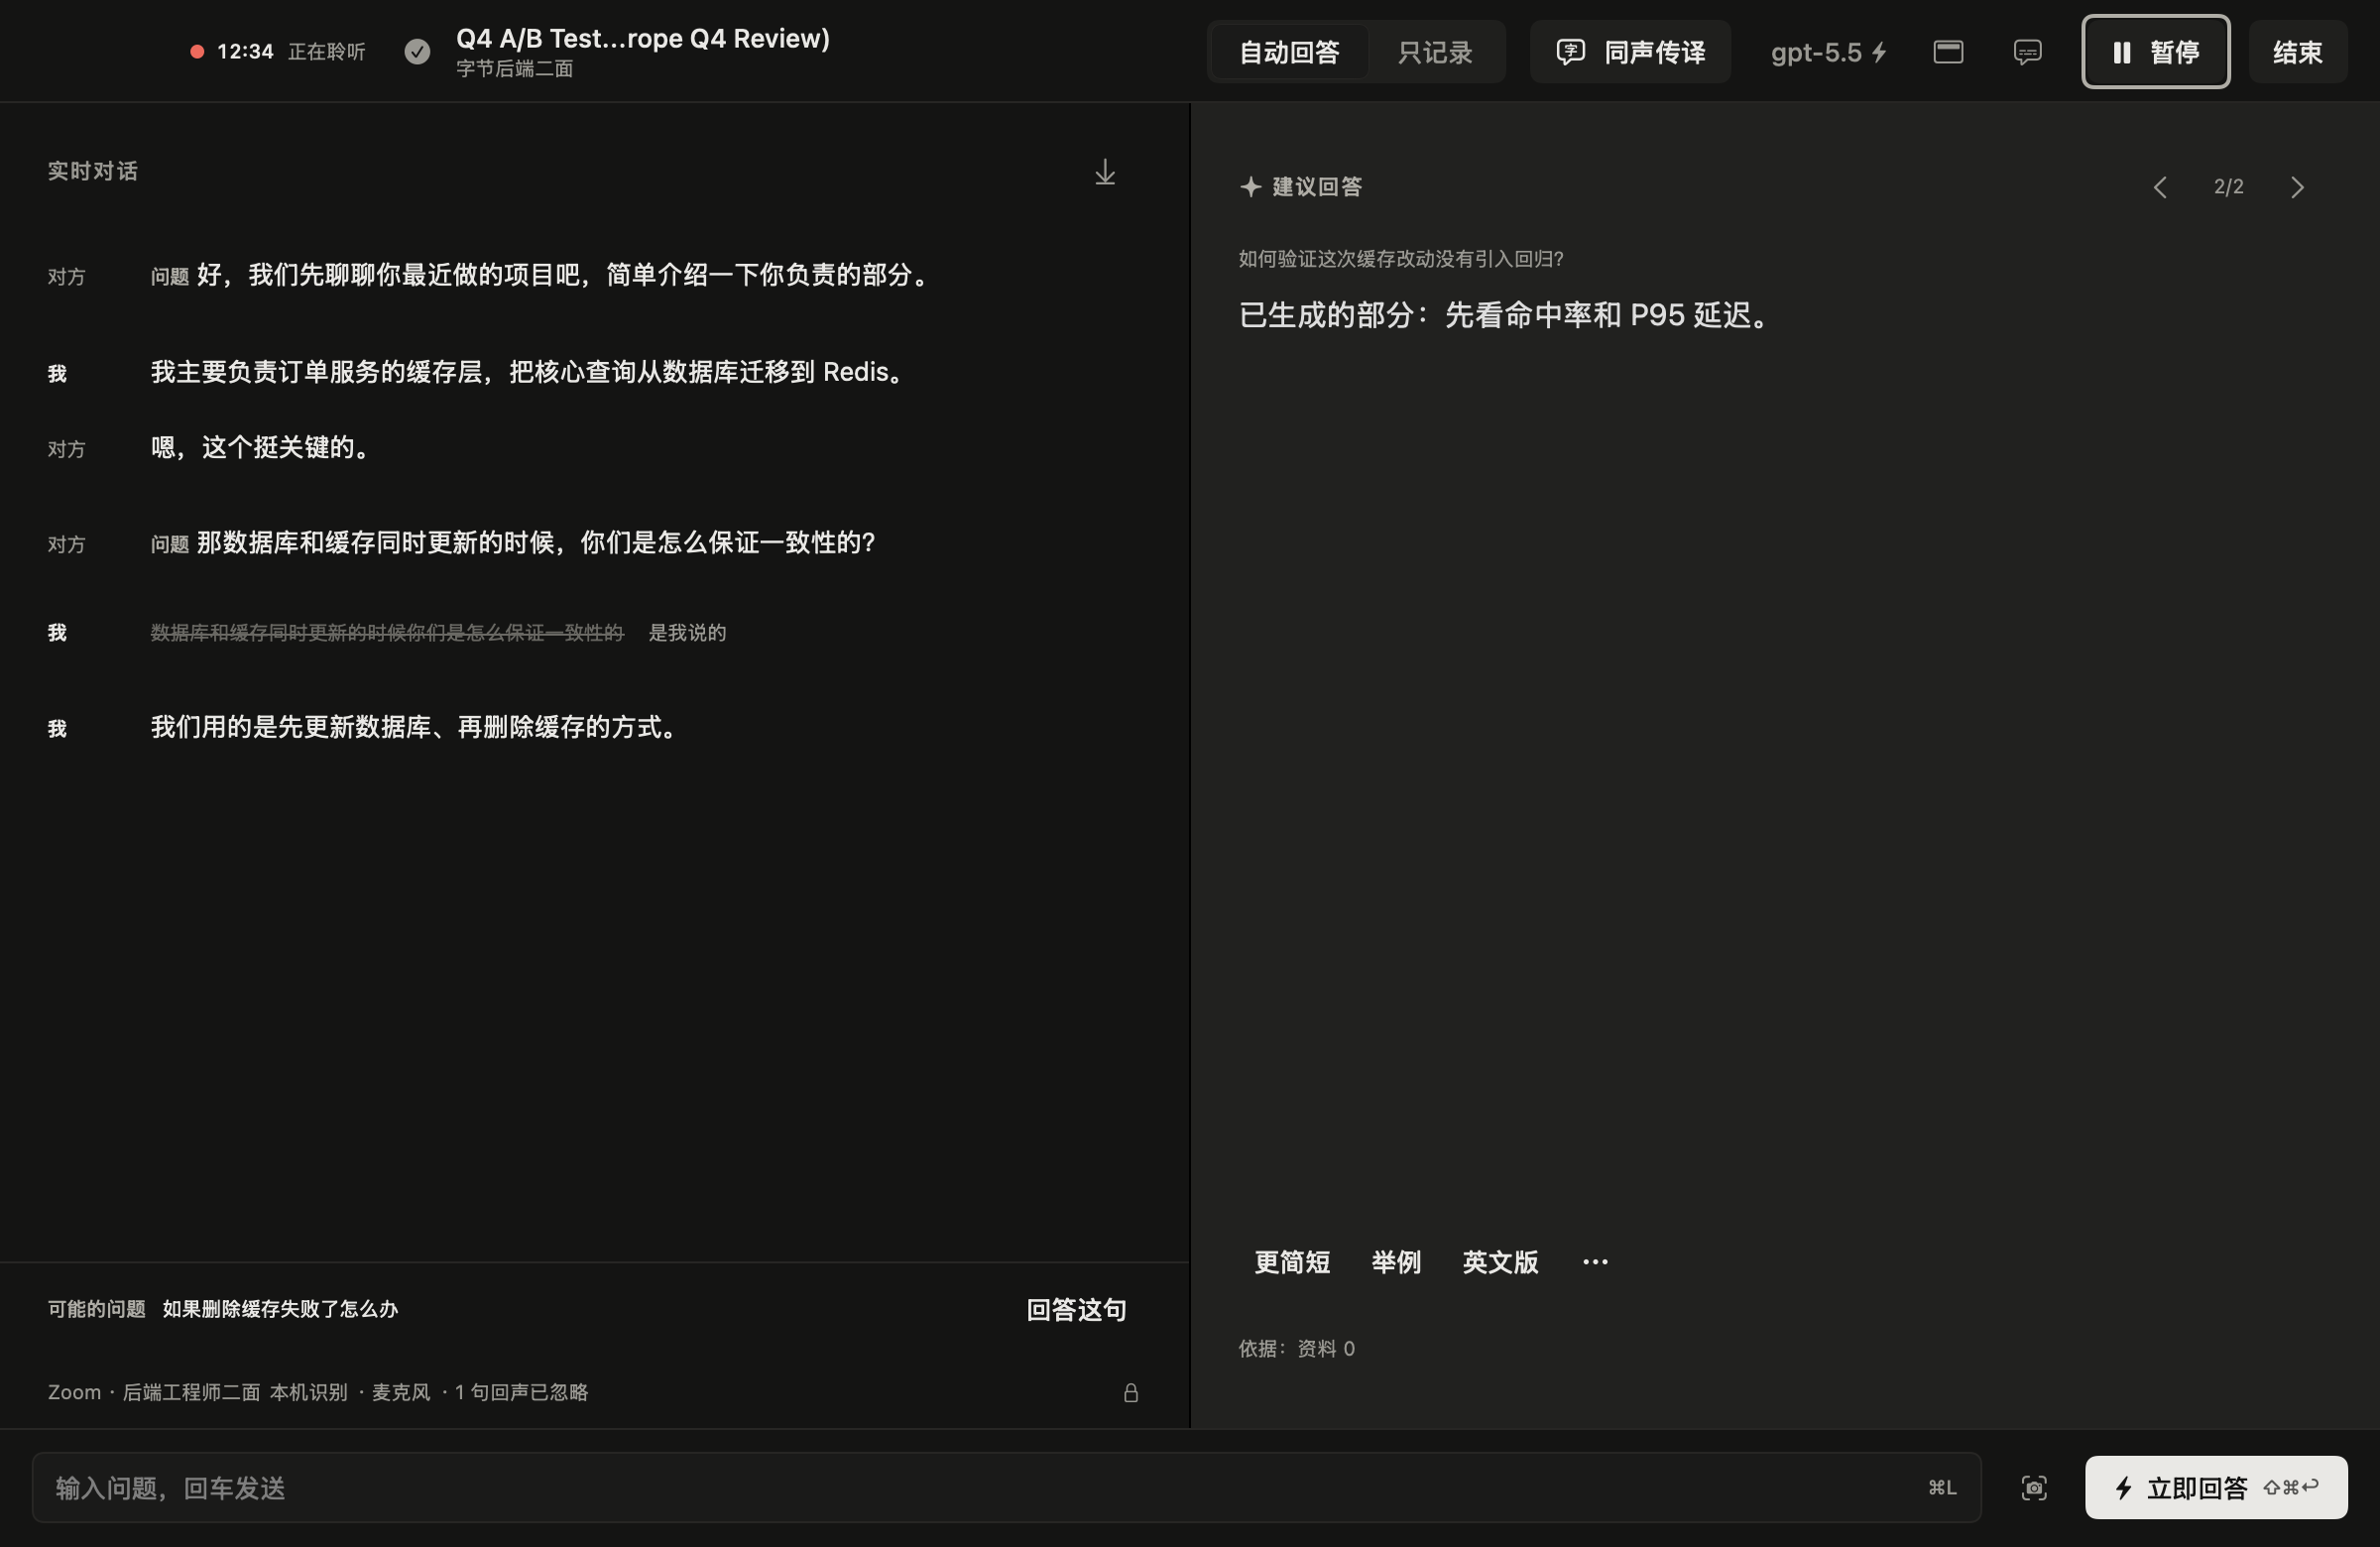 12:34 正在聆听
Q4 A/B Test...rope Q4 Review)
字节后端二面
自动回答 只记录 同声传译 gpt-5.5 暂停 结束
实时对话
对方 问题 好，我们先聊聊你最近做的项目吧，简单介绍一下你负责的部分。
我 我主要负责订单服务的缓存层，把核心查询从数据库迁移到 Redis。
对方 嗯，这个挺关键的。
对方 问题 那数据库和缓存同时更新的时候，你们是怎么保证一致性的？
我 数据库和缓存同时更新的时候你们是怎么保证一致性的 是我说的
我 我们用的是先更新数据库、再删除缓存的方式。
可能的问题 如果删除缓存失败了怎么办 回答这句
Zoom · 后端工程师二面 本机识别 · 麦克风 · 1 句回声已忽略
建议回答 2/2
如何验证这次缓存改动没有引入回归？
已生成的部分：先看命中率和 P95 延迟。
更简短 举例 英文版 ···
依据：资料 0
输入问题，回车发送 ⌘L
立即回答 ⇧⌘↩